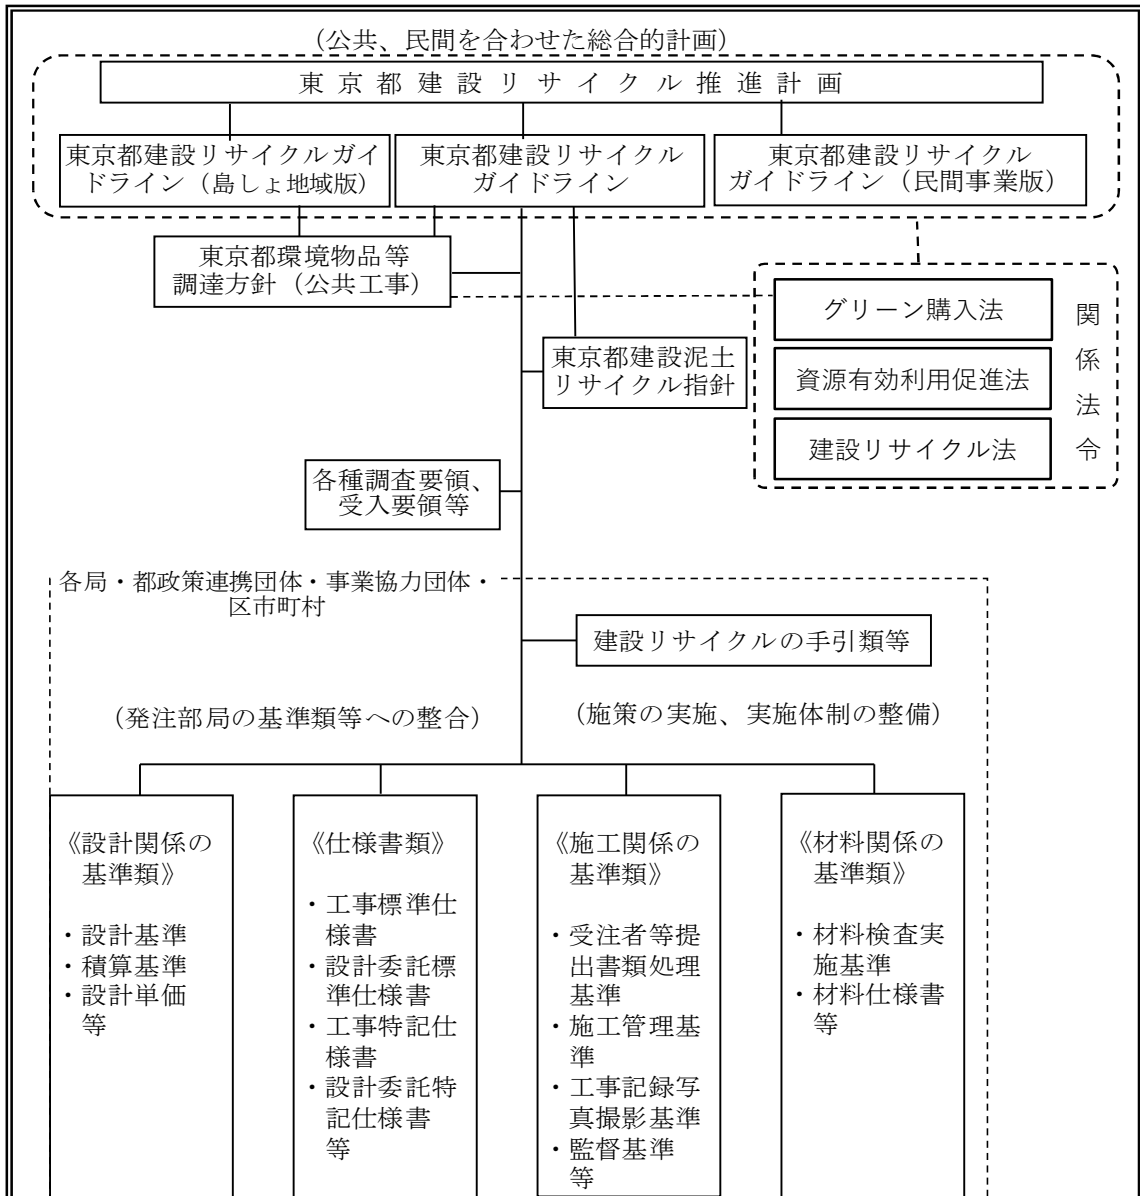 (公共、民間を合わせた総合的計画)
東京都建設リサイクル推進計画
東京都建設リサイクルガイ
ドライン(島しょ地域版)
東京都建設リサイクル
ガイドライン
東京都建設リサイクル
ガイドライン(民間事業版)
東京都環境物品等
調達方針(公共工事)
グリーン購入法
資源有効利用促進法
建設リサイクル法
関係法令
東京都建設泥土
リサイクル指針
各種調査要領、
受入要領等
各局・都政策連携団体・事業協力団体・
区市町村
建設リサイクルの手引類等
(発注部局の基準類等への整合)
(施策の実施、実施体制の整備)
《設計関係の
基準類》
・設計基準
・積算基準
・設計単価
等
《仕様書類》
・工事標準仕
様書
・設計委託標
準仕様書
・工事特記仕
様書
・設計委託特
記仕様書
等
《施工関係の
基準類》
・受注者等提
出書類処理
基準
・施工管理基
準
・工事記録写
真撮影基準
・監督基準
等
《材料関係の
基準類》
・材料検査実
施基準
・材料仕様書
等